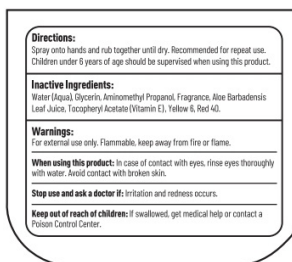 Directions:
Spray onto hands and rub together until dry. Recommended for repeat use.
Children under 6 years of age should be supervised when using this product.
Inactive Ingredients:
Water (Aqua), Glycerin, Aminomethyl Propanol, Fragrance, Aloe Barbadensis
Leaf Juice, Tocopheryl Acetate (Vitamin E), Yellow 6, Red 40.
Warnings:
For external use only. Flammable, keep away from fire or flame.
When using this product: In case of contact with eyes, rinse eyes thoroughly
with water. Avoid contact with broken skin.
Stop use and ask a doctor if: Irritation and redness occurs.
Keep out of reach of children: If swallowed, get medical help or contact a
Poison Control Center.